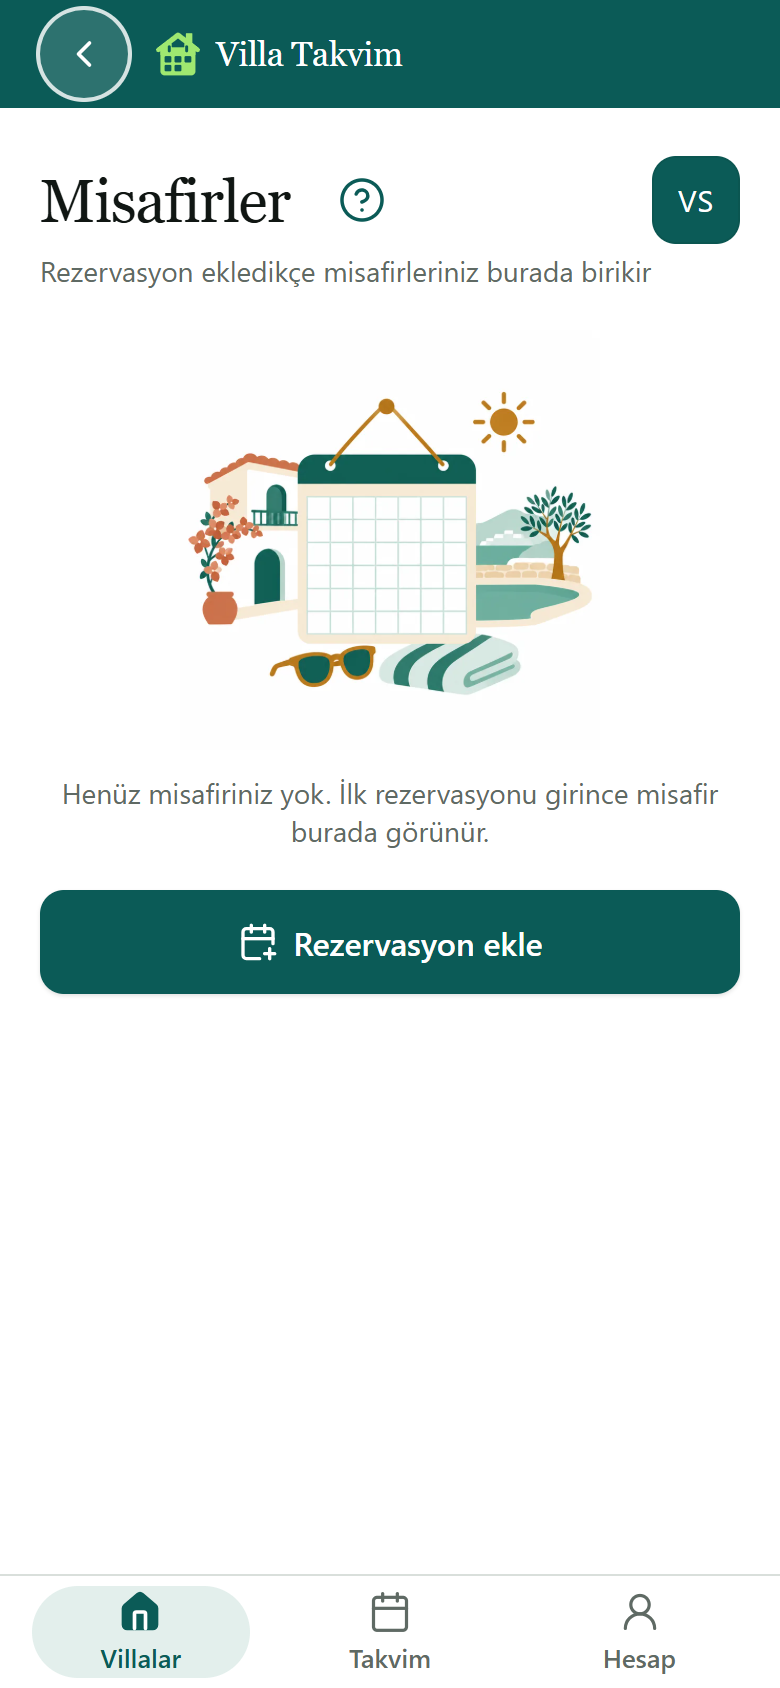 Villa Takvim
Misafirler
VS
Rezervasyon ekledikçe misafirleriniz burada birikir
Henüz misafiriniz yok. İlk rezervasyonu girince misafir
burada görünür.
Rezervasyon ekle
Villalar
Takvim
Hesap